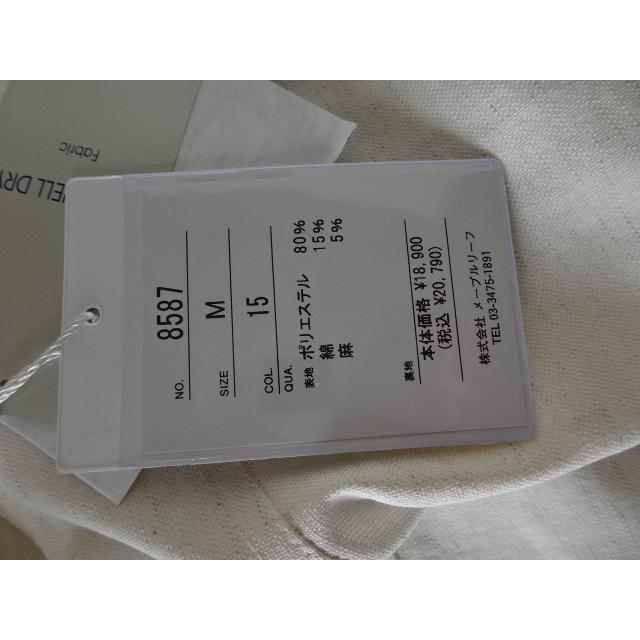 NO. 8587
SIZE M
COL. 15
QUA.
表地 ポリエステル 80%
綿 15%
麻 5%
裏地
本体価格 ¥18,900
(税込 ¥20,790)
株式会社 メープルリーフ
TEL 03-3475-1891
DRY
Fabric